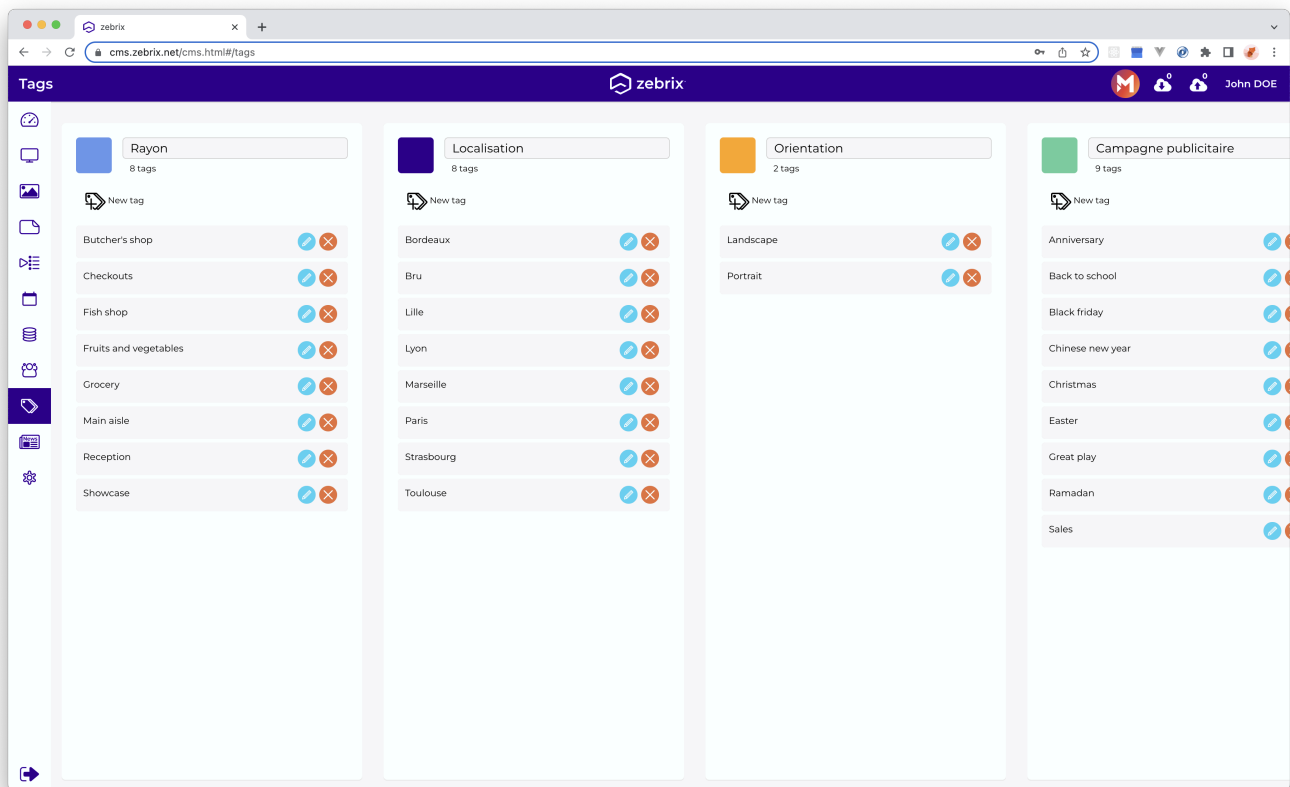 zebrix
cms.zebrix.net/cms.html#/tags
Tags
zebrix
M
0
0
John DOE
Rayon
8 tags
New tag
Butcher's shop
Checkouts
Fish shop
Fruits and vegetables
Grocery
Main aisle
Reception
Showcase
Localisation
8 tags
New tag
Bordeaux
Bru
Lille
Lyon
Marseille
Paris
Strasbourg
Toulouse
Orientation
2 tags
New tag
Landscape
Portrait
Campagne publicitaire
9 tags
New tag
Anniversary
Back to school
Black friday
Chinese new year
Christmas
Easter
Great play
Ramadan
Sales
News